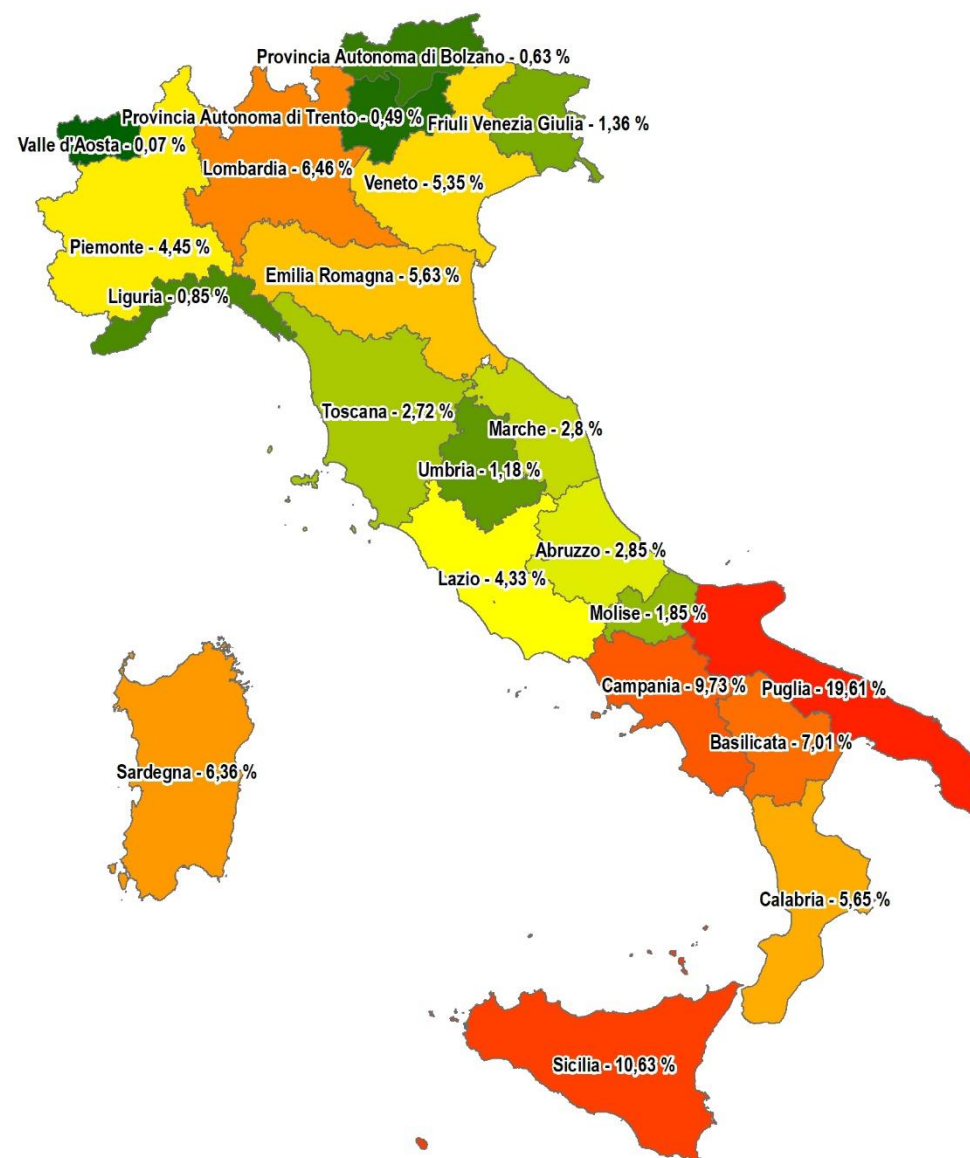 Provincia Autonoma di Bolzano - 0,63 %
Provincia Autonoma di Trento - 0,49 %
Friuli Venezia Giulia - 1,36 %
Valle d'Aosta - 0,07 %
Lombardia - 6,46 %
Veneto - 5,35 %
Piemonte - 4,45 %
Emilia Romagna - 5,63 %
Liguria - 0,85 %
Toscana - 2,72 %
Marche - 2,8 %
Umbria - 1,18 %
Abruzzo - 2,85 %
Lazio - 4,33 %
Molise - 1,85 %
Campania - 9,73 %
Puglia - 19,61 %
Basilicata - 7,01 %
Sardegna - 6,36 %
Calabria - 5,65 %
Sicilia - 10,63 %